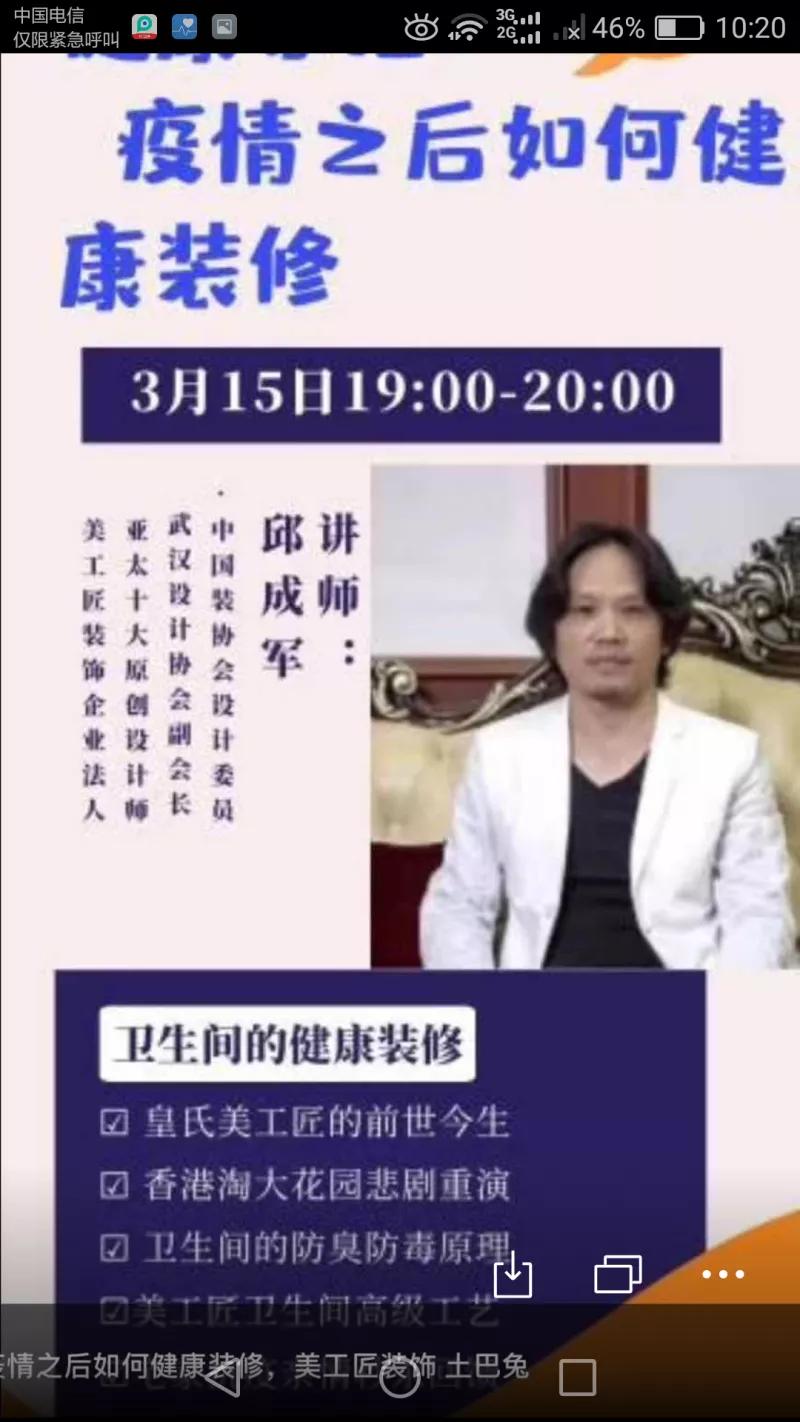 中国电信
仅限紧急呼叫
3G
2G
46%
10:20
疫情之后如何健
康装修
3月15日19:00-20:00
讲师：
邱成军
·中国装协会设计委员
武汉设计协会副会长
亚太十大原创设计师
美工匠装饰企业法人
卫生间的健康装修
☑ 皇氏美工匠的前世今生
☑ 香港淘大花园悲剧重演
☑ 卫生间的防臭防毒原理
☑美工匠卫生间高级工艺
情之后如何健康装修，美工匠装饰 土巴兔